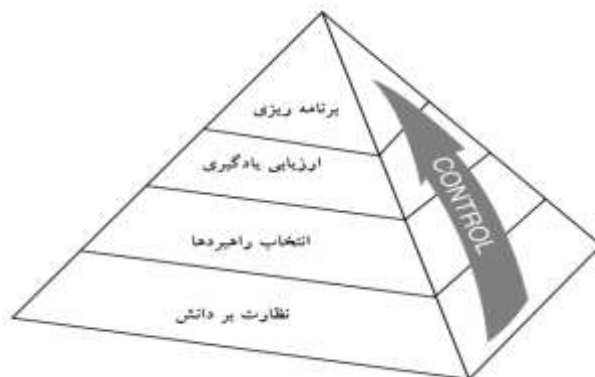 برنامه ریزی
ارزیابی یادگیری
انتخاب راهبردها
نظارت بر دانش
CONTROL